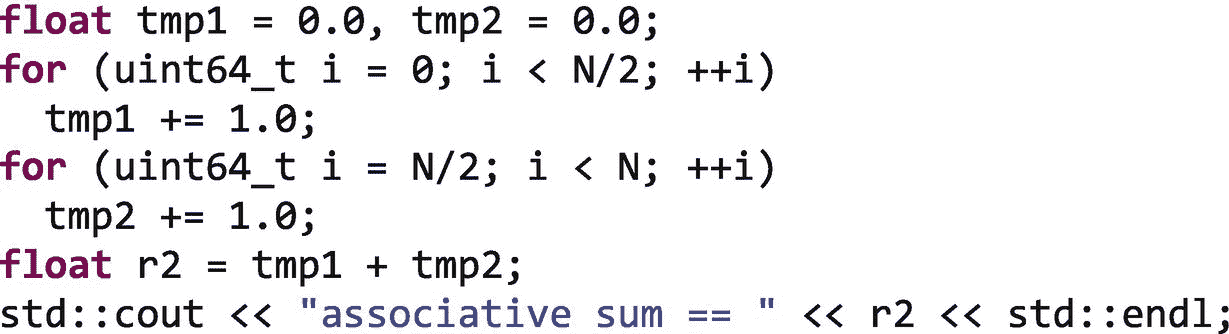 float tmp1 = 0.0, tmp2 = 0.0;
for (uint64_t i = 0; i < N/2; ++i)
  tmp1 += 1.0;
for (uint64_t i = N/2; i < N; ++i)
  tmp2 += 1.0;
float r2 = tmp1 + tmp2;
std::cout << "associative sum == " << r2 << std::endl;